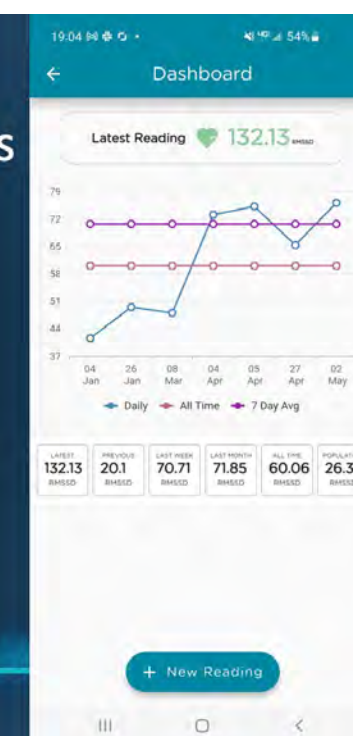 s
19:04
54%
Dashboard
Latest Reading 132.13 RMSSD
79
72
65
58
51
44
37
04 Jan
26 Jan
08 Mar
04 Apr
05 Apr
27 Apr
02 May
Daily All Time 7 Day Avg
LATEST
132.13
RMSSD
PREVIOUS
20.1
RMSSD
LAST WEEK
70.71
RMSSD
LAST MONTH
71.85
RMSSD
ALL TIME
60.06
RMSSD
POPULAT
26.3
RMSSD
+ New Reading